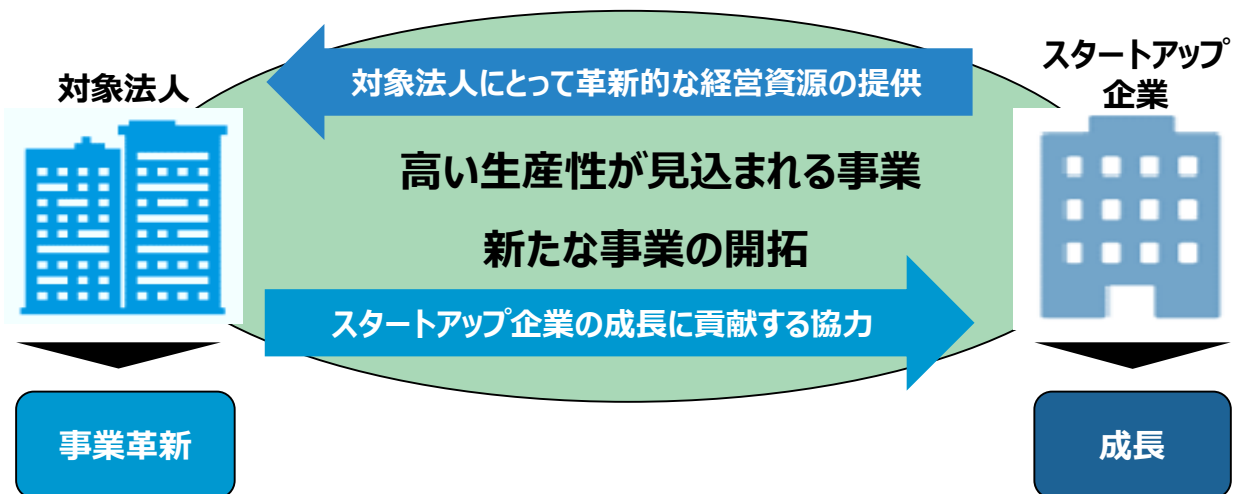 対象法人
対象法人にとって革新的な経営資源の提供
スタートアップ
企業
高い生産性が見込まれる事業
新たな事業の開拓
スタートアップ企業の成長に貢献する協力
事業革新
成長